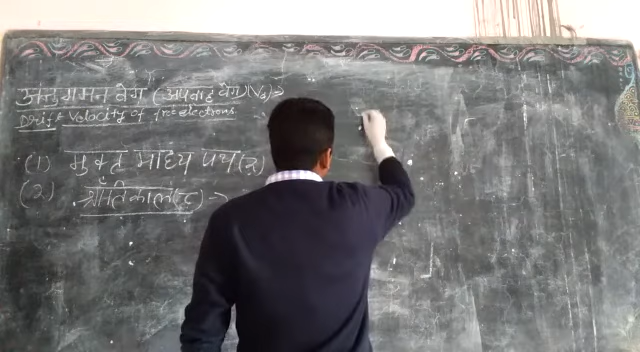 अनुगमन वेग (अपवाह वेग) (Vd) →
Drift Velocity of free electrons.
(1) मुक्त माध्य पथ (λ)
(2) श्राँतिकाल (τ) →